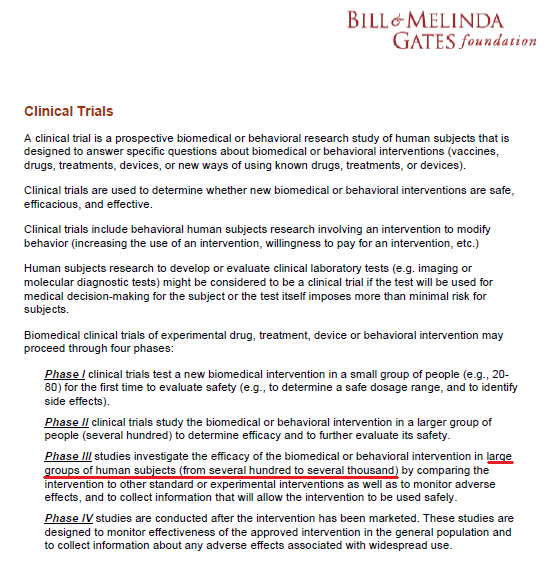 BILL & MELINDA
GATES foundation
Clinical Trials
A clinical trial is a prospective biomedical or behavioral research study of human subjects that is
designed to answer specific questions about biomedical or behavioral interventions (vaccines,
drugs, treatments, devices, or new ways of using known drugs, treatments, or devices).
Clinical trials are used to determine whether new biomedical or behavioral interventions are safe,
efficacious, and effective.
Clinical trials include behavioral human subjects research involving an intervention to modify
behavior (increasing the use of an intervention, willingness to pay for an intervention, etc.)
Human subjects research to develop or evaluate clinical laboratory tests (e.g. imaging or
molecular diagnostic tests) might be considered to be a clinical trial if the test will be used for
medical decision-making for the subject or the test itself imposes more than minimal risk for
subjects.
Biomedical clinical trials of experimental drug, treatment, device or behavioral intervention may
proceed through four phases:
Phase I clinical trials test a new biomedical intervention in a small group of people (e.g., 20-
80) for the first time to evaluate safety (e.g., to determine a safe dosage range, and to identify
side effects).
Phase II clinical trials study the biomedical or behavioral intervention in a larger group of
people (several hundred) to determine efficacy and to further evaluate its safety.
Phase III studies investigate the efficacy of the biomedical or behavioral intervention in large
groups of human subjects (from several hundred to several thousand) by comparing the
intervention to other standard or experimental interventions as well as to monitor adverse
effects, and to collect information that will allow the intervention to be used safely.
Phase IV studies are conducted after the intervention has been marketed. These studies are
designed to monitor effectiveness of the approved intervention in the general population and
to collect information about any adverse effects associated with widespread use.